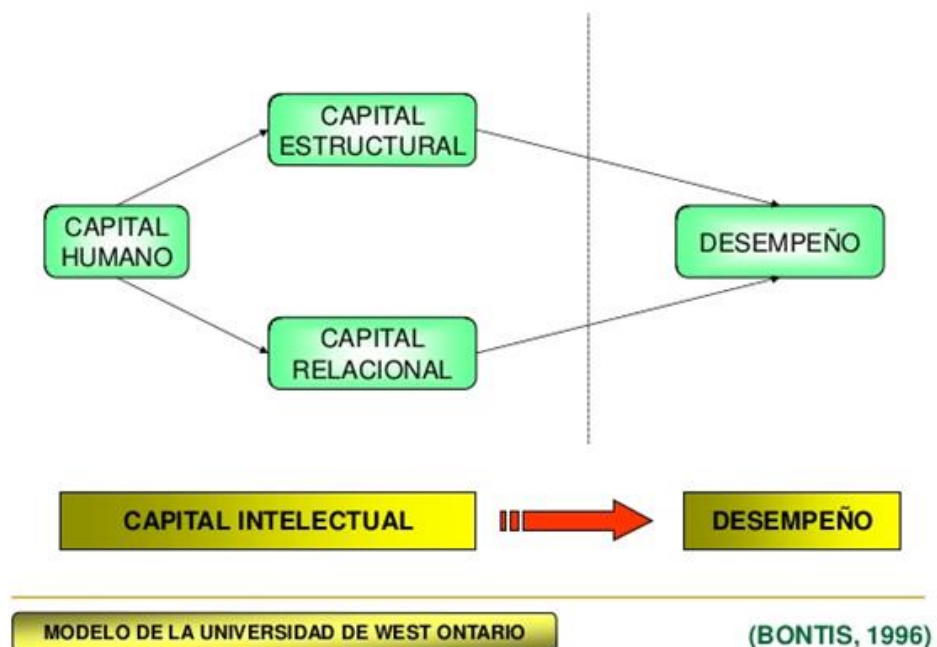 CAPITAL
ESTRUCTURAL
CAPITAL
HUMANO
DESEMPEÑO
CAPITAL
RELACIONAL
CAPITAL INTELECTUAL
DESEMPEÑO
MODELO DE LA UNIVERSIDAD DE WEST ONTARIO
(BONTIS, 1996)